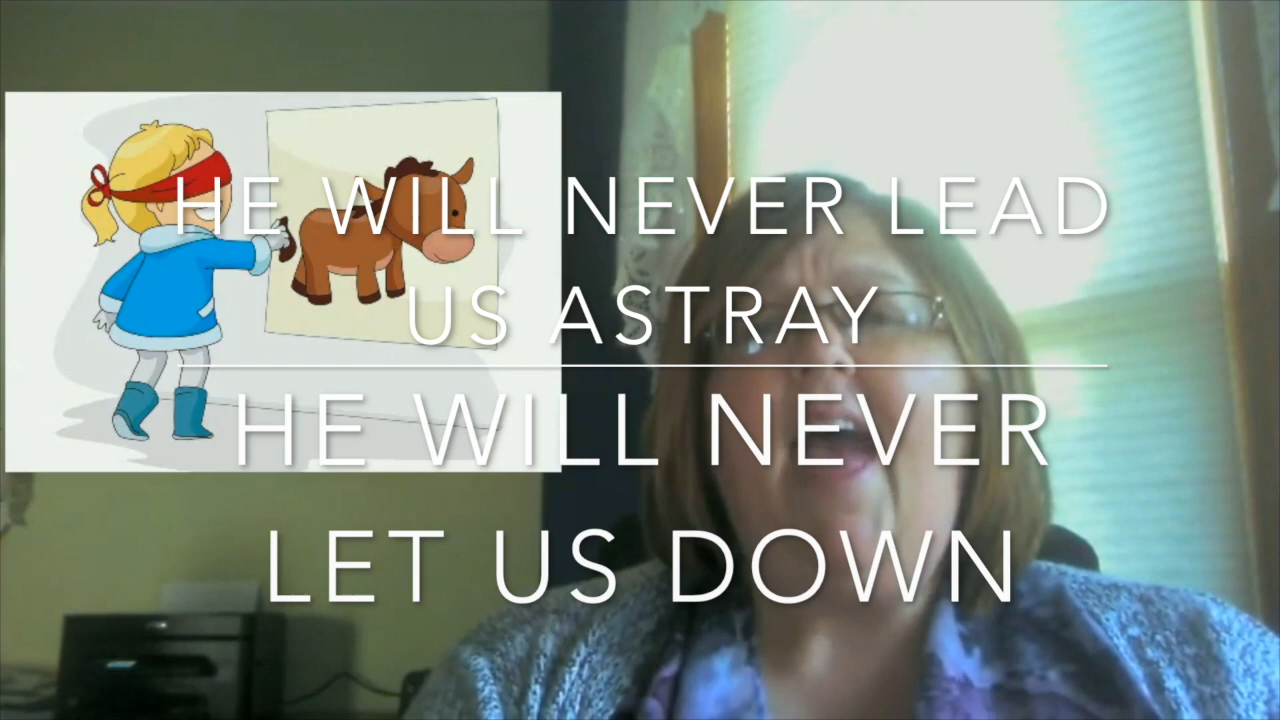 HE WILL NEVER LEAD
US ASTRAY
HE WILL NEVER
LET US DOWN